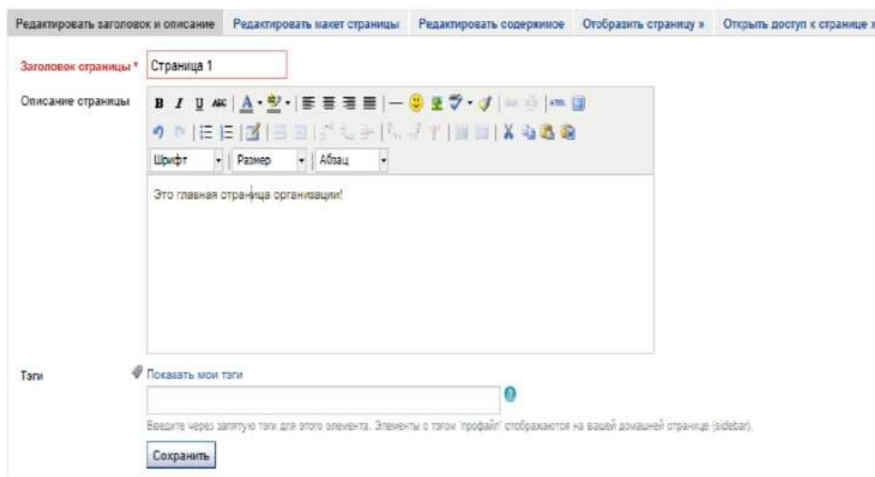 Редактировать заголовок и описание Редактировать макет страницы Редактировать содержимое Отобразить страницу » Открыть доступ к странице »
Заголовок страницы * Страница 1
Описание страницы B I U ABC A HTML
Шрифт Размер Абзац
Это главная страница организации!
Тэги Показать мои тэги
Введите через запятую тэги для этого элемента. Элементы с тэгом 'профайл' отображаются на вашей домашней странице (sidebar).
Сохранить